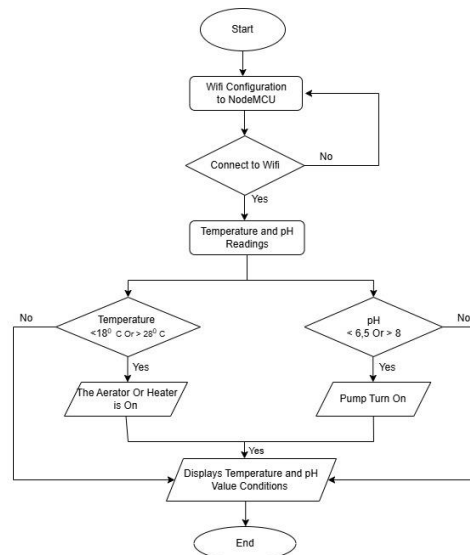 Start
Wifi Configuration
to NodeMCU
Connect to Wifi
No
Yes
Temperature and pH
Readings
No
Temperature
<18⁰ C Or > 28⁰ C
pH
< 6,5 Or > 8
No
Yes
Yes
The Aerator Or Heater
is On
Pump Turn On
Yes
Displays Temperature and pH
Value Conditions
End